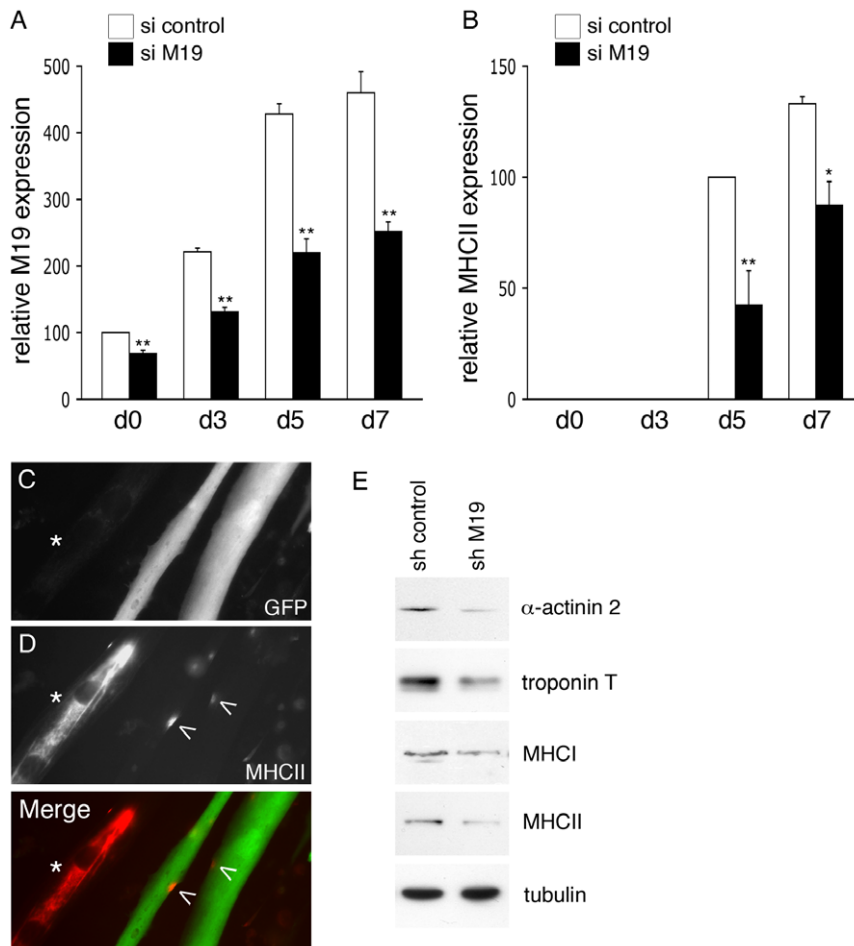 A
si control
si M19
relative M19 expression
500
450
400
300
200
100
0
**
**
**
**
d0
d3
d5
d7
B
si control
si M19
relative MHCII expression
150
100
50
0
**
*
d0
d3
d5
d7
C
*
GFP
D
*
MHCII
Merge
*
E
sh control
sh M19
α-actinin 2
troponin T
MHCI
MHCII
tubulin